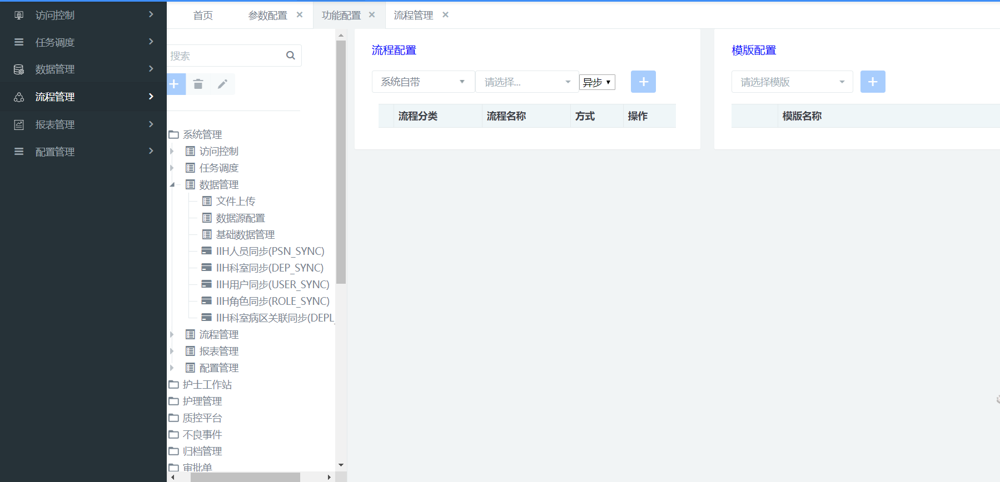 访问控制
任务调度
数据管理
流程管理
报表管理
配置管理
首页 参数配置 功能配置 流程管理
搜索
系统管理
访问控制
任务调度
数据管理
文件上传
数据源配置
基础数据管理
IIH人员同步(PSN_SYNC)
IIH科室同步(DEP_SYNC)
IIH用户同步(USER_SYNC)
IIH角色同步(ROLE_SYNC)
IIH科室病区关联同步(DEPL_
流程管理
报表管理
配置管理
护士工作站
护理管理
质控平台
不良事件
归档管理
审批单
流程配置
系统自带 请选择... 异步
流程分类 流程名称 方式 操作
模版配置
请选择模版
模版名称